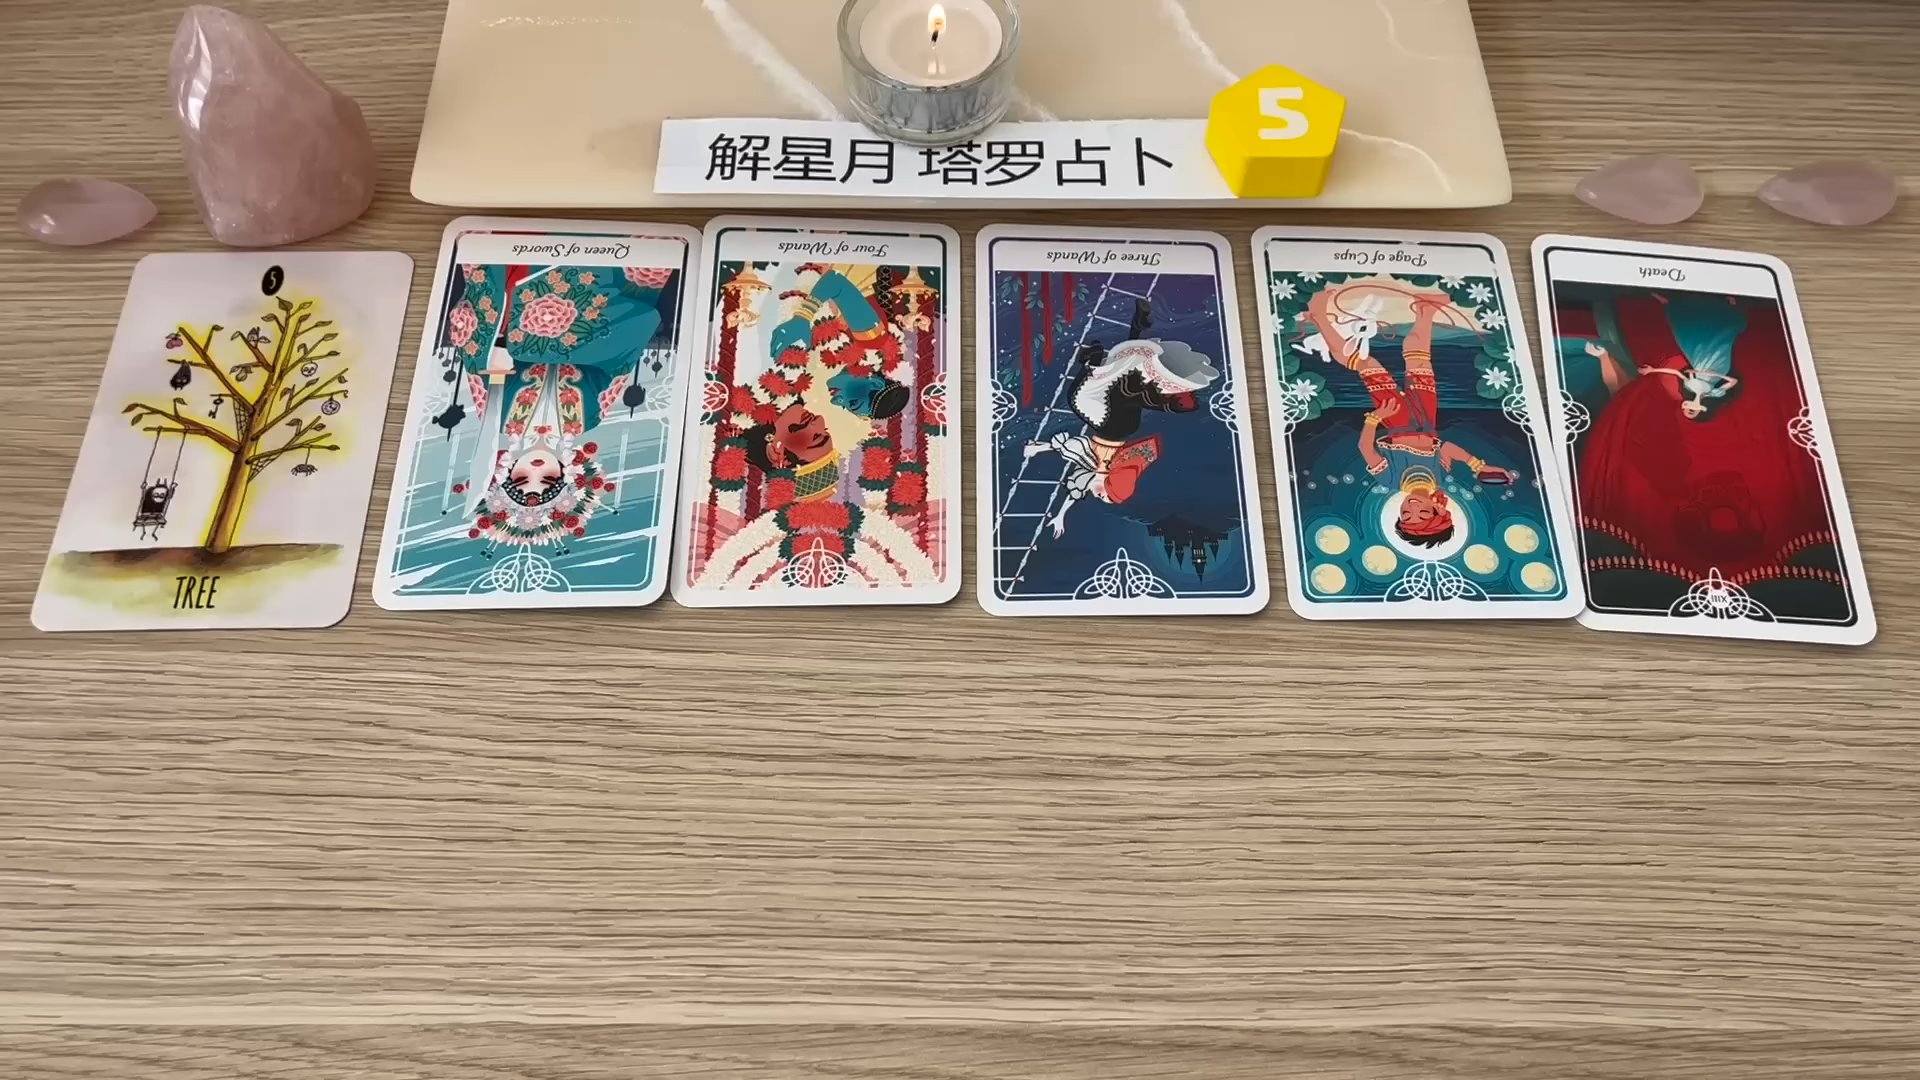 5
解星月 塔罗占卜
5
TREE
Queen of Swords
Four of Wands
Three of Wands
Page of Cups
Death
XIII